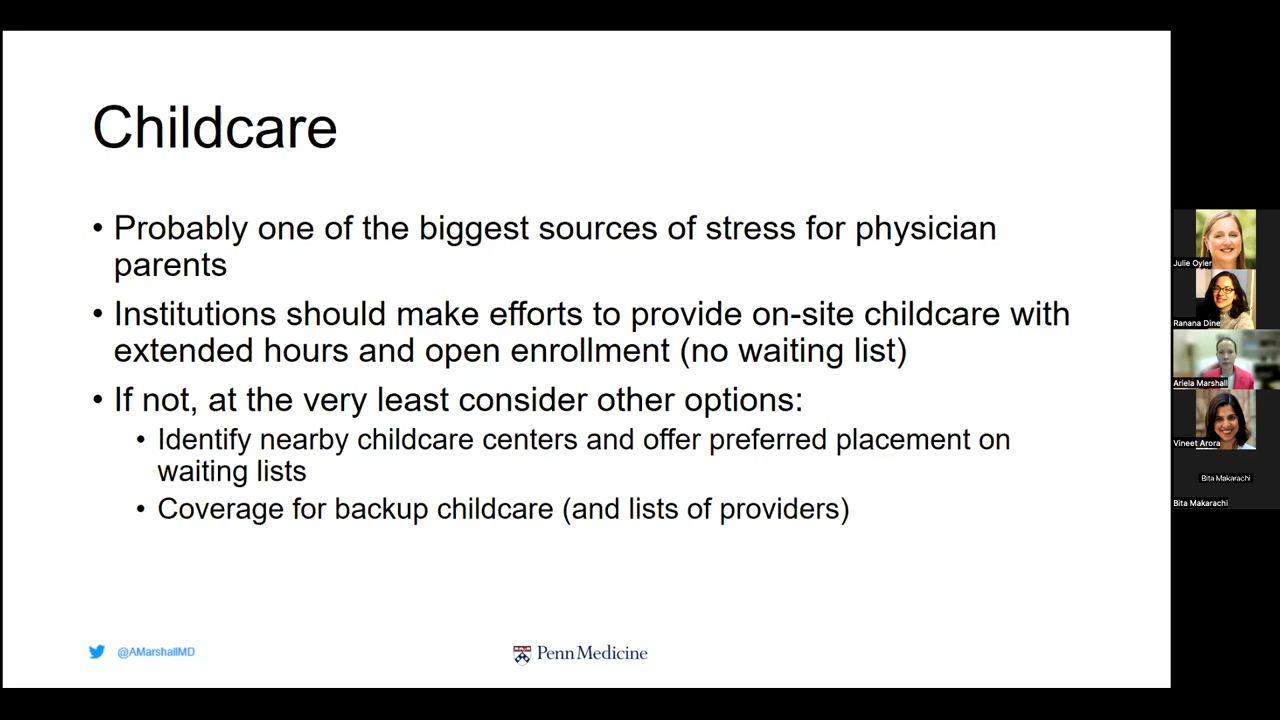 Childcare
• Probably one of the biggest sources of stress for physician
parents
• Institutions should make efforts to provide on-site childcare with
extended hours and open enrollment (no waiting list)
• If not, at the very least consider other options:
• Identify nearby childcare centers and offer preferred placement on
waiting lists
• Coverage for backup childcare (and lists of providers)
@AMarshallMD
Penn Medicine
Julie Oyler
Ranana Dine
Ariela Marshall
Vineet Arora
Bita Makarachi
Bita Makarachi